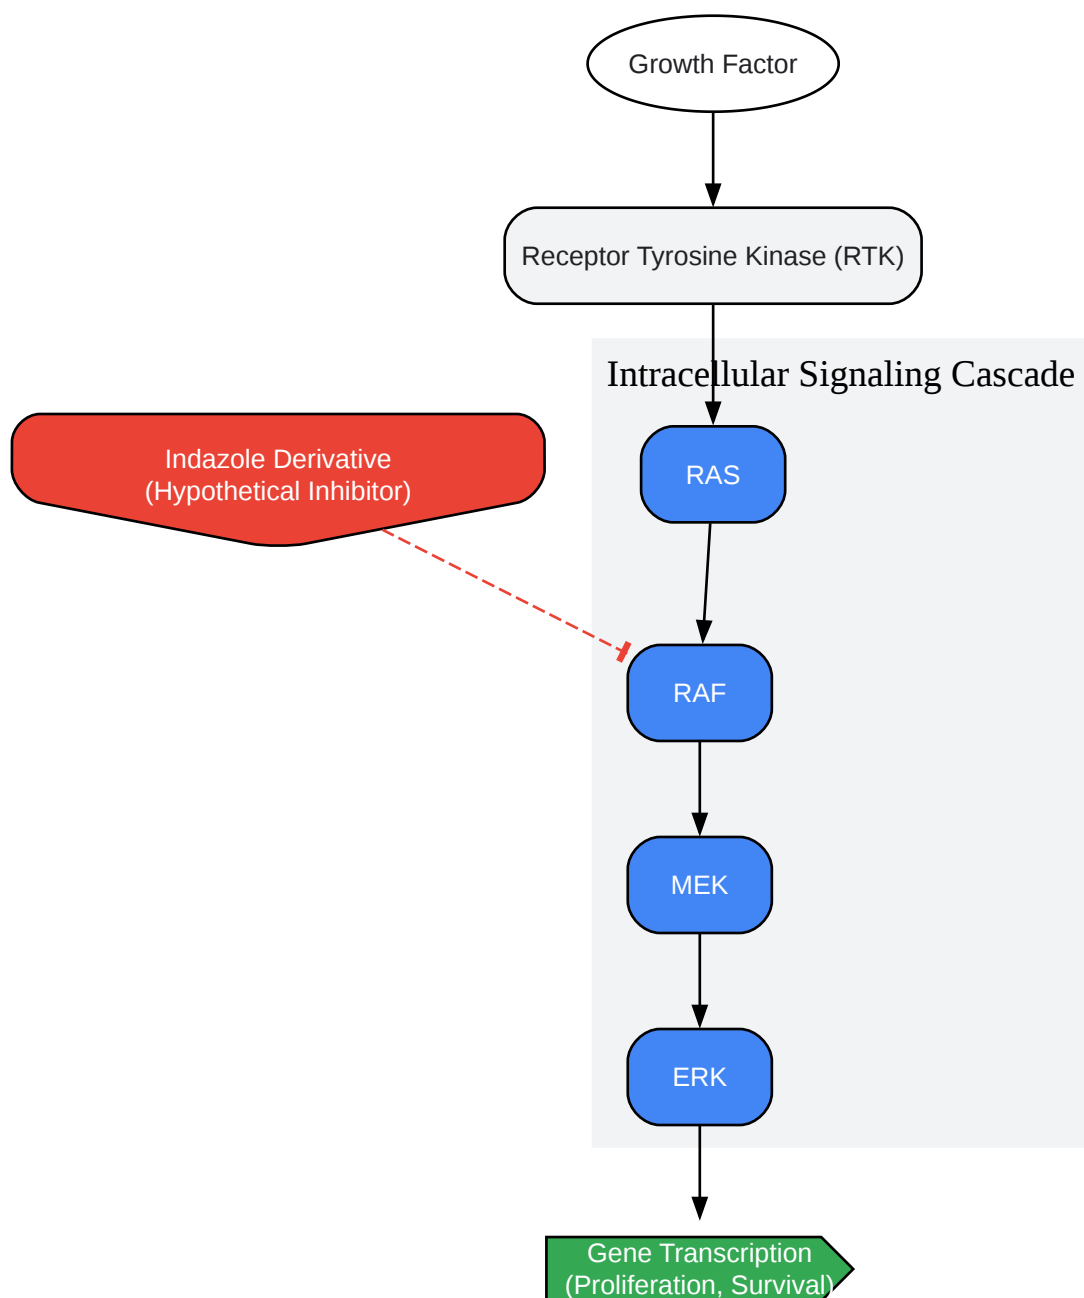 Growth Factor
Receptor Tyrosine Kinase (RTK)
Intracellular Signaling Cascade
RAS
Indazole Derivative
(Hypothetical Inhibitor)
RAF
MEK
ERK
Gene Transcription
(Proliferation, Survival)